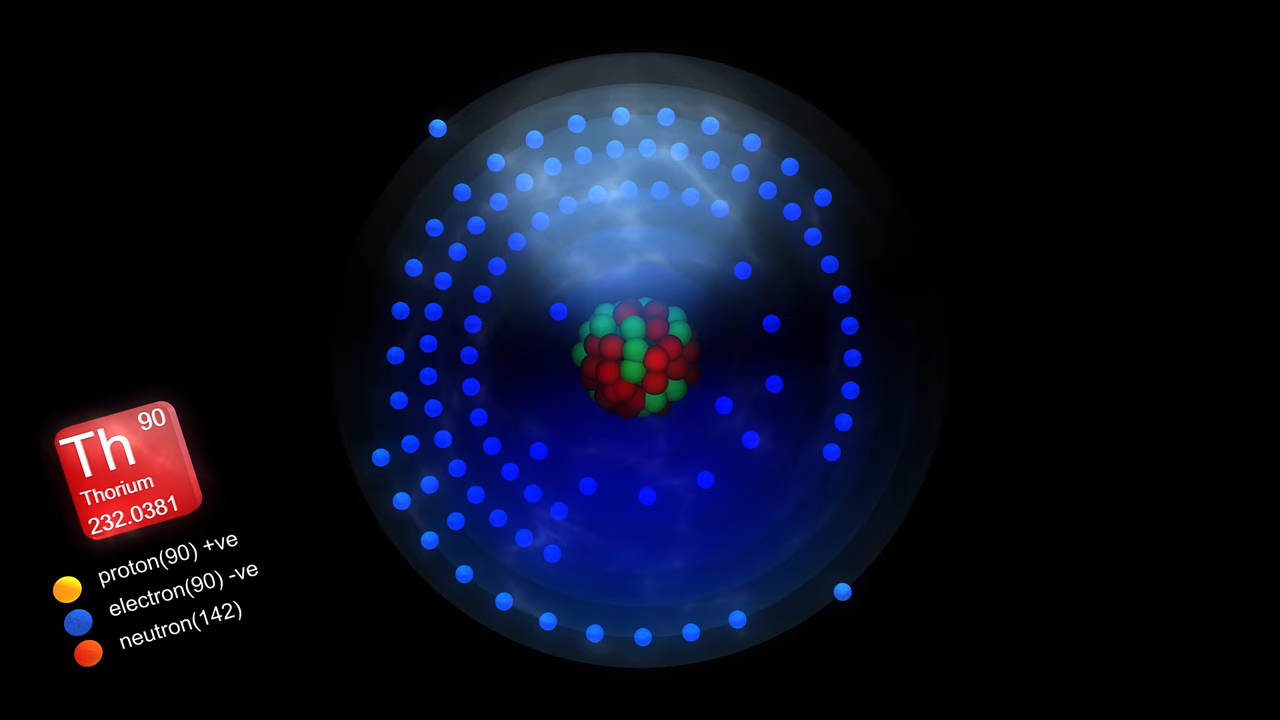 90
Th
Thorium
232.0381
proton(90) +ve
electron(90) -ve
neutron(142)